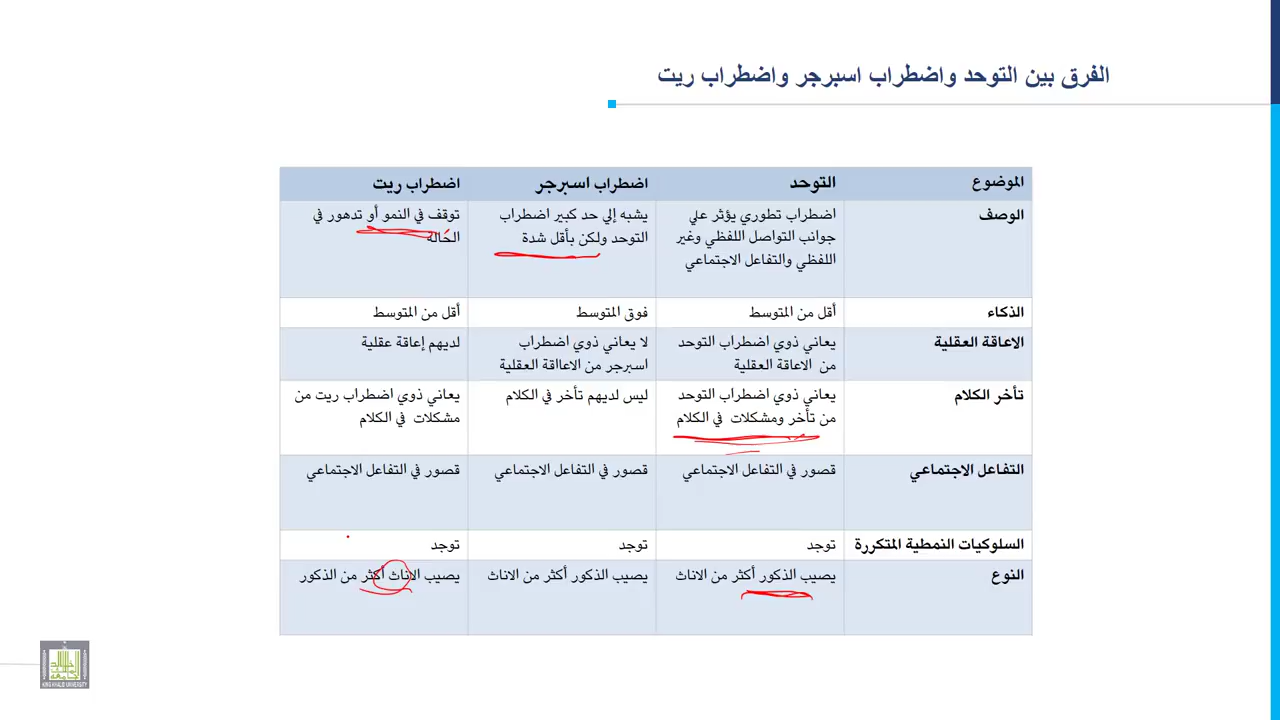 الفرق بين التوحد واضطراب اسبرجر واضطراب ريت
الموضوع التوحد اضطراب اسبرجر اضطراب ريت
الوصف
اضطراب تطوري يؤثر علي
جوانب التواصل اللفظي وغير
اللفظي والتفاعل الاجتماعي
يشبه إلي حد كبير اضطراب
التوحد ولكن بأقل شدة
توقف في النمو أو تدهور في
الحالة
الذكاء أقل من المتوسط فوق المتوسط أقل من المتوسط
الاعاقة العقلية
يعاني ذوي اضطراب التوحد
من الاعاقة العقلية
لا يعاني ذوي اضطراب
اسبرجر من الاعااقة العقلية
لديهم إعاقة عقلية
تأخر الكلام
يعاني ذوي اضطراب التوحد
من تأخر ومشكلات في الكلام
ليس لديهم تأخر في الكلام
يعاني ذوي اضطراب ريت من
مشكلات في الكلام
التفاعل الاجتماعي قصور في التفاعل الاجتماعي قصور في التفاعل الاجتماعي قصور في التفاعل الاجتماعي
السلوكيات النمطية المتكررة توجد توجد توجد
النوع يصيب الذكور أكثر من الاناث يصيب الذكور أكثر من الاناث يصيب الاناث أكثر من الذكور
KING KHALID UNIVERSITY